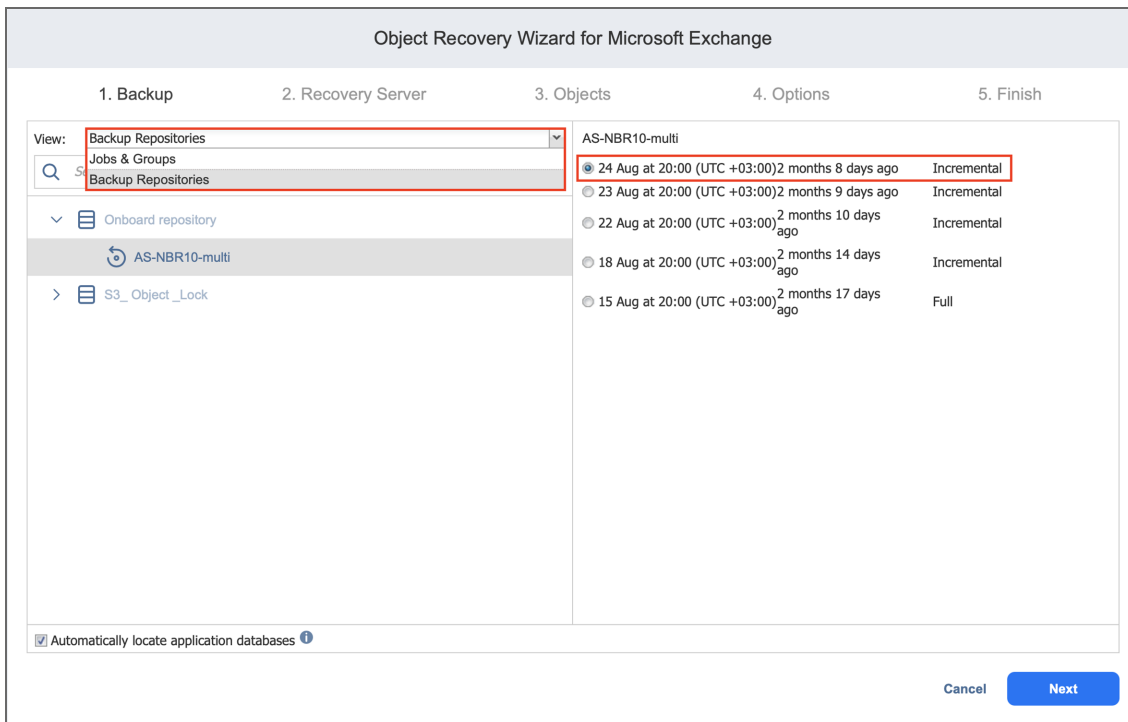 Object Recovery Wizard for Microsoft Exchange
1. Backup 2. Recovery Server 3. Objects 4. Options 5. Finish
View: Backup Repositories
Jobs & Groups
Backup Repositories
Onboard repository
AS-NBR10-multi
S3_ Object _Lock
AS-NBR10-multi
24 Aug at 20:00 (UTC +03:00) 2 months 8 days ago Incremental
23 Aug at 20:00 (UTC +03:00) 2 months 9 days ago Incremental
22 Aug at 20:00 (UTC +03:00) 2 months 10 days ago Incremental
18 Aug at 20:00 (UTC +03:00) 2 months 14 days ago Incremental
15 Aug at 20:00 (UTC +03:00) 2 months 17 days ago Full
Automatically locate application databases
Cancel Next